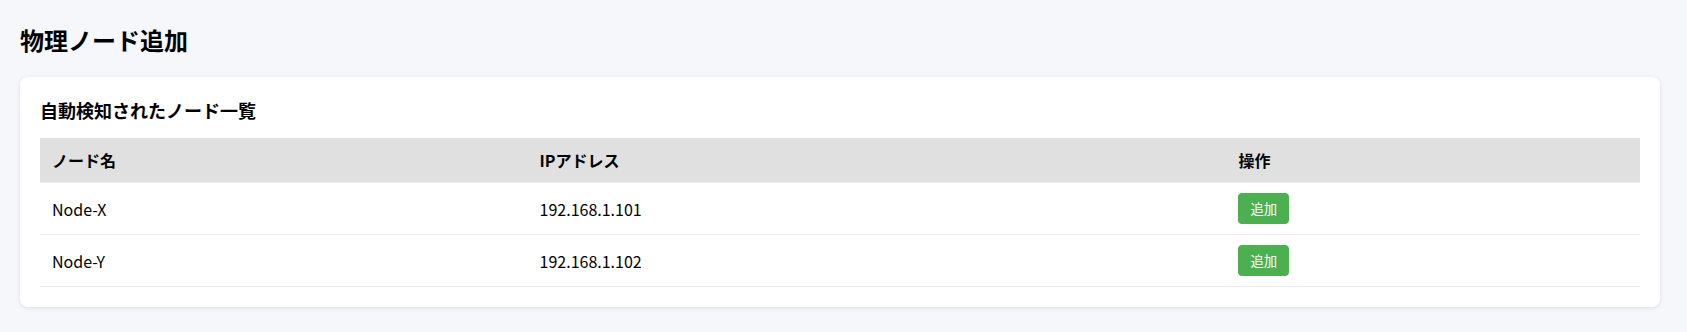 物理ノード追加
自動検知されたノード一覧
ノード名 IPアドレス 操作
Node-X 192.168.1.101 追加
Node-Y 192.168.1.102 追加